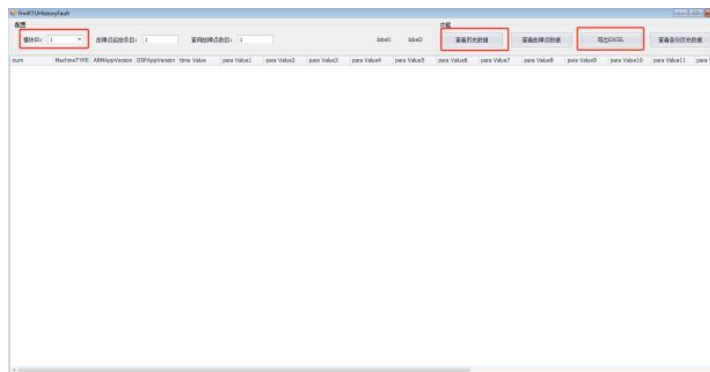 frmRTUHistoryFault
配置
功能
模块ID: 1
故障点起始条目: 1
查询故障点数目: 1
label1
label2
查看历史数据
查看故障点数据
导出EXCEL
查看备份历史数据
num MachineTYPE ARMAppVersion DSPAppVersion time Value para Value1 para Value2 para Value3 para Value4 para Value5 para Value6 para Value7 para Value8 para Value9 para Value10 para Value11 para